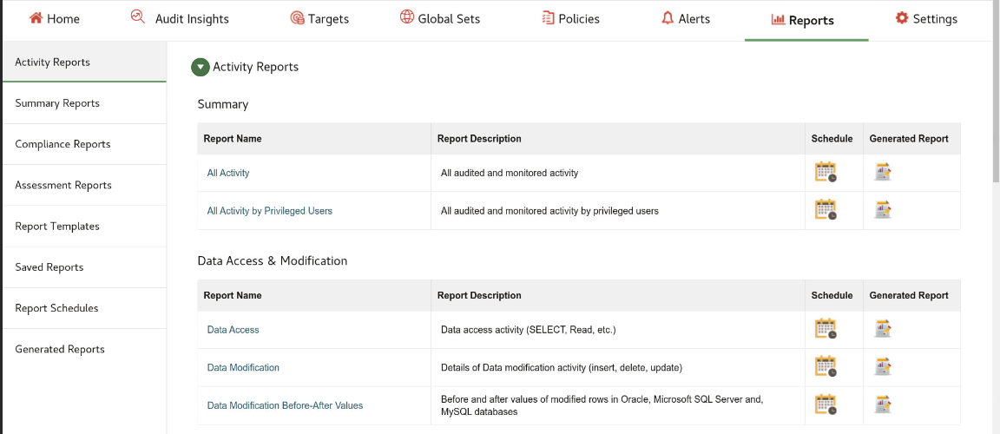 Home Audit Insights Targets Global Sets Policies Alerts Reports Settings
Activity Reports
Summary Reports
Compliance Reports
Assessment Reports
Report Templates
Saved Reports
Report Schedules
Generated Reports
Activity Reports
Summary
Report Name Report Description Schedule Generated Report
All Activity All audited and monitored activity
All Activity by Privileged Users All audited and monitored activity by privileged users
Data Access & Modification
Report Name Report Description Schedule Generated Report
Data Access Data access activity (SELECT, Read, etc.)
Data Modification Details of Data modification activity (insert, delete, update)
Data Modification Before-After Values Before and after values of modified rows in Oracle, Microsoft SQL Server and,
MySQL databases